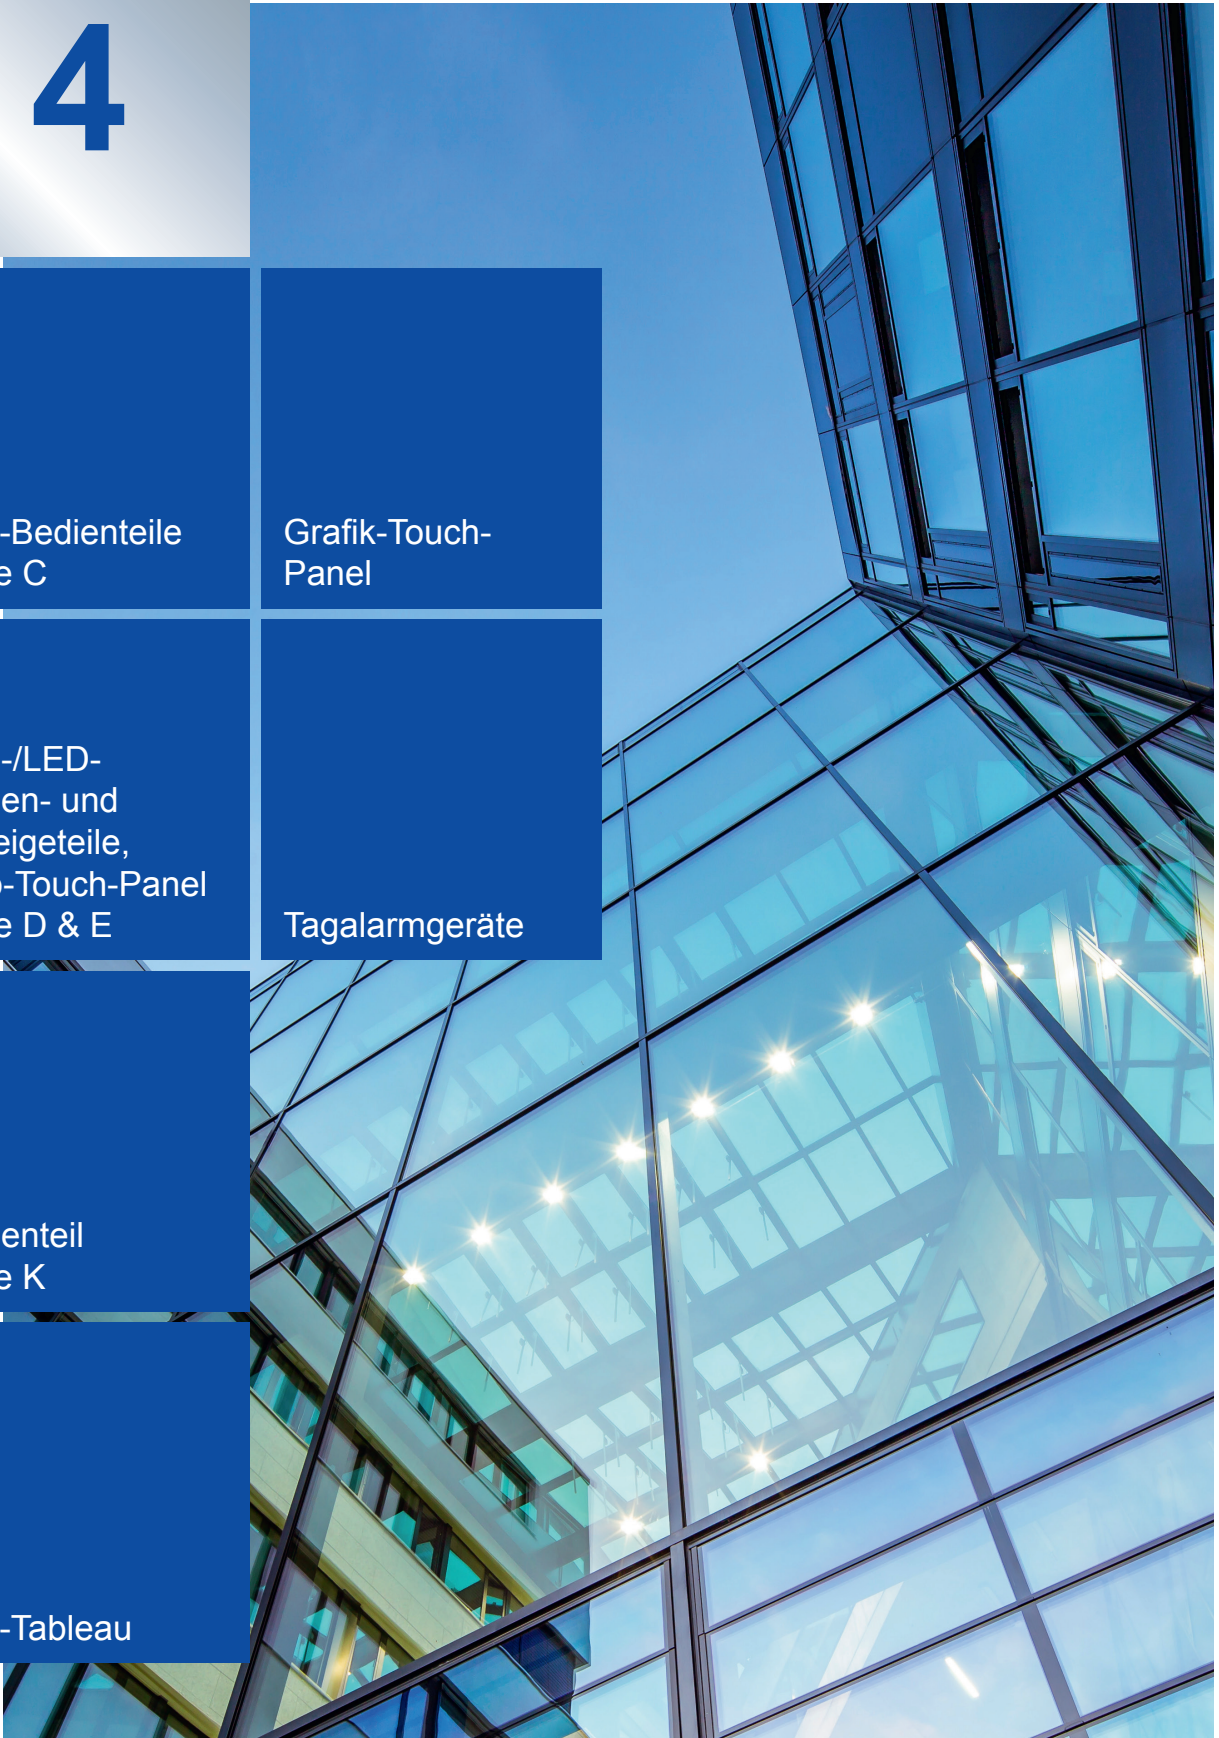 4
-Bedienteile
e C
Grafik-Touch-
Panel
-/LED-
en- und
eigeteile,
-Touch-Panel
e D & E
Tagalarmgeräte
enteil
e K
-Tableau